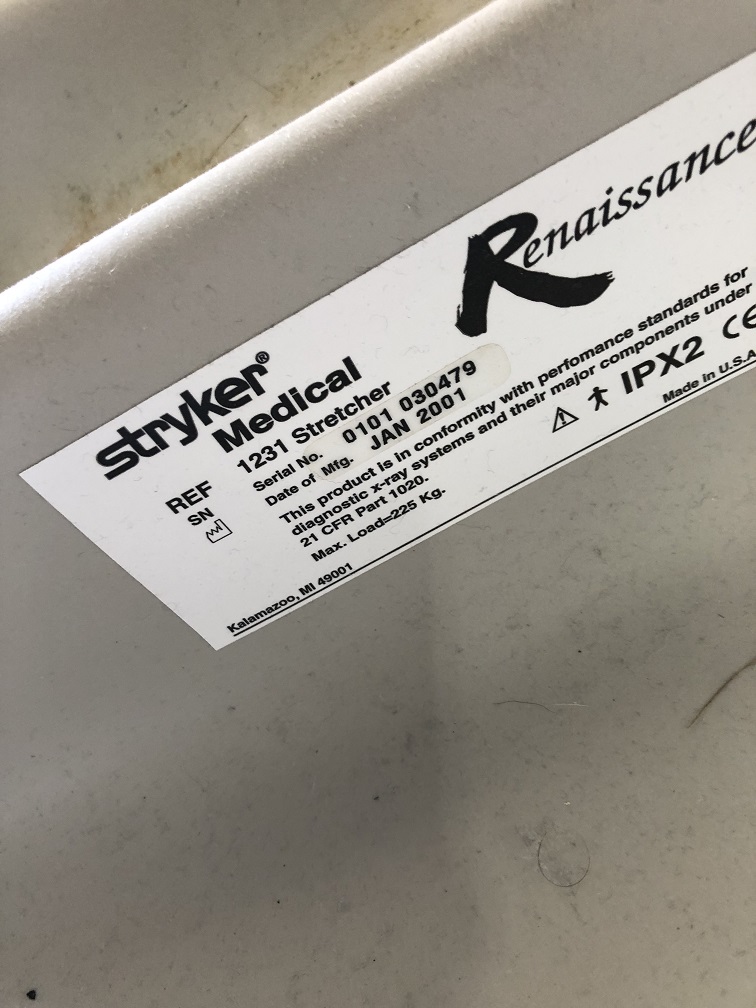 Renaissance
stryker®
Medical
REF 1231 Stretcher
SN Serial No. 0101 030479
Date of Mfg. JAN 2001
This product is in conformity with perfomance standards for
diagnostic x-ray systems and their major components under
21 CFR Part 1020.
Max. Load=225 Kg.
IPX2 CE
Kalamazoo, MI 49001
Made in U.S.A